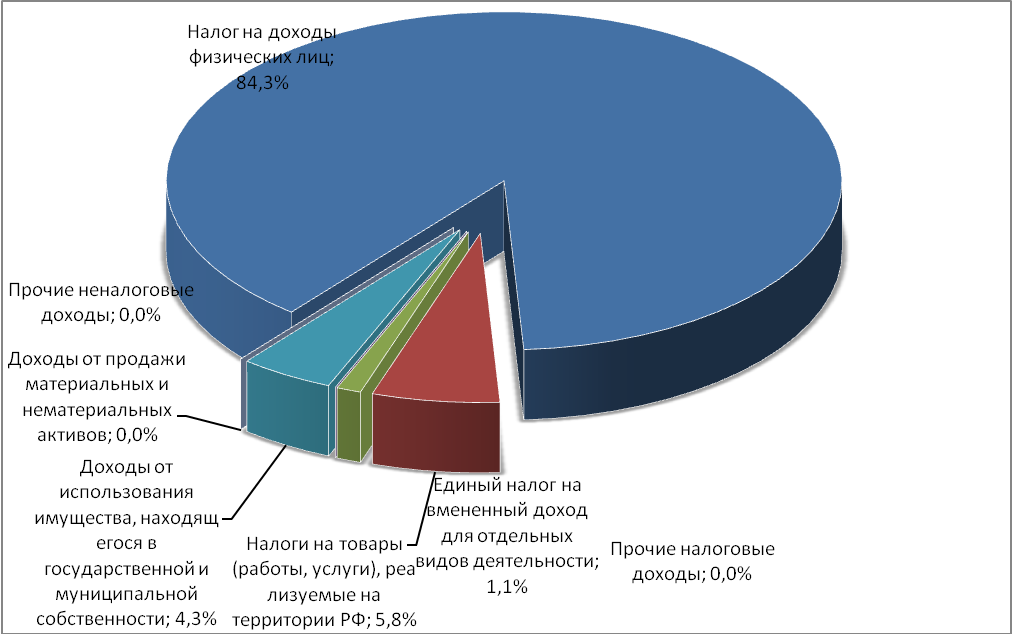 Налог на доходы
физических лиц;
84,3%
Прочие неналоговые
доходы; 0,0%
Доходы от продажи
материальных и
нематериальных
активов; 0,0%
Доходы от
использования
имущества, находящ
егося в
государственной и
муниципальной
собственности; 4,3%
Налоги на товары
(работы, услуги), реа
лизуемые на
территории РФ; 5,8%
Единый налог на
вмененный доход
для отдельных
видов деятельности;
1,1%
Прочие налоговые
доходы; 0,0%